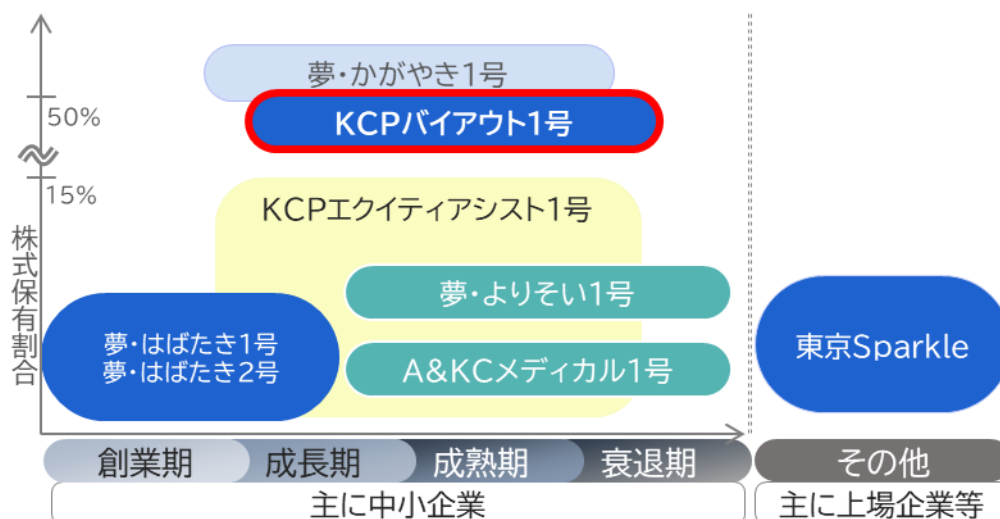 夢・かがやき1号
50%
KCPバイアウト1号
15%
KCPエクイティアシスト1号
株式保有割合
夢・よりそい1号
夢・はばたき1号
夢・はばたき2号
東京Sparkle
A&KCメディカル1号
創業期
成長期
成熟期
衰退期
その他
主に中小企業
主に上場企業等